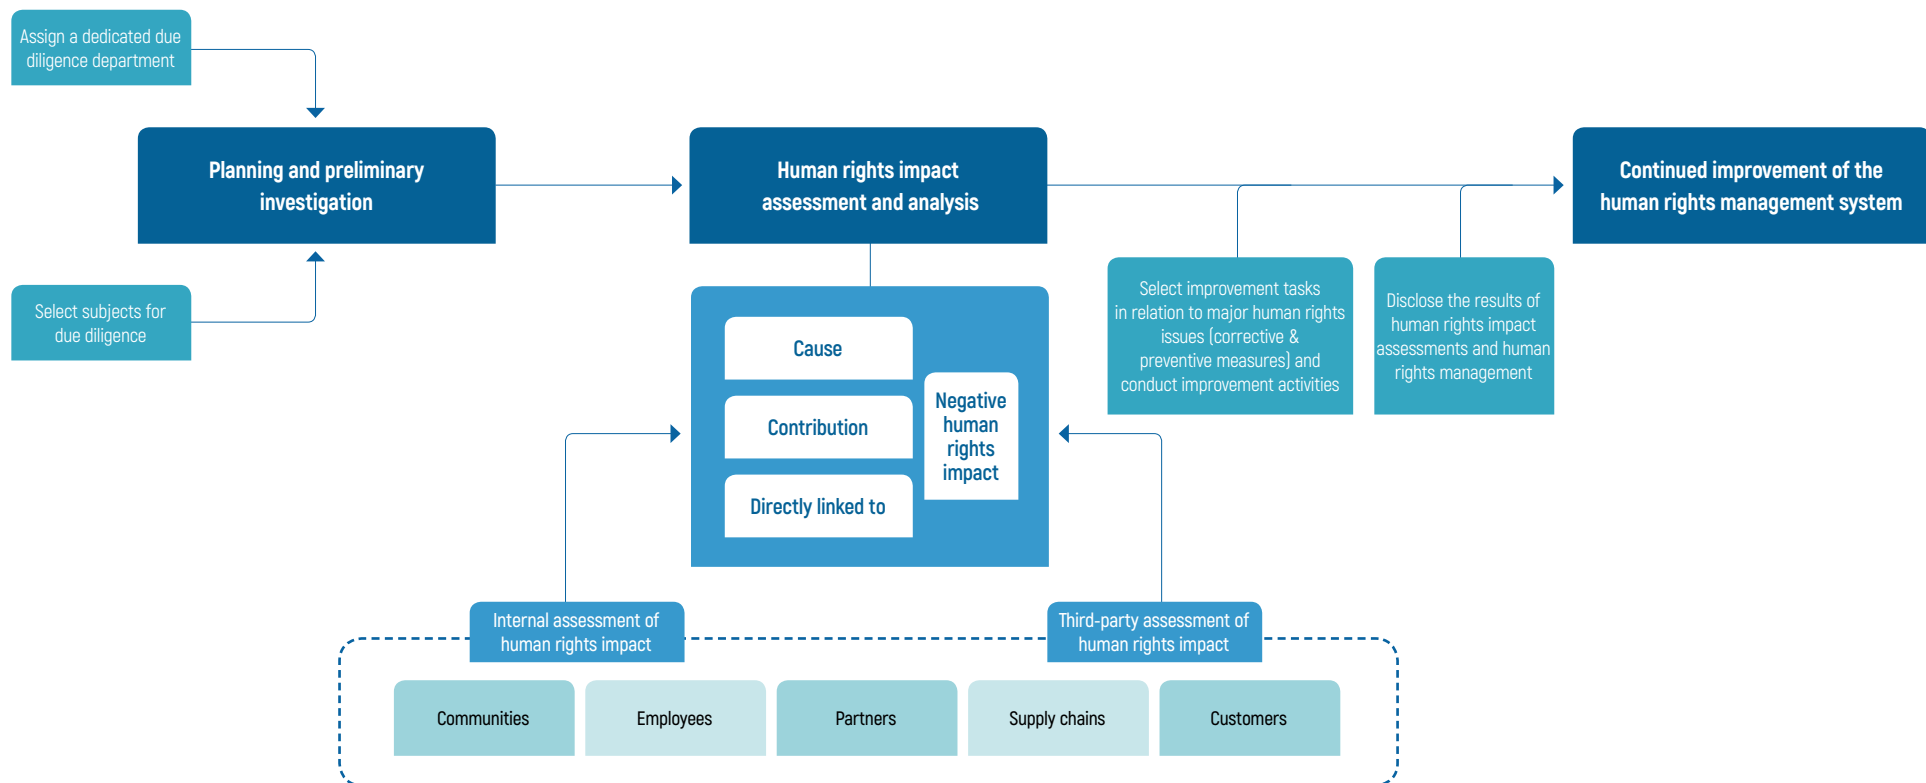 Assign a dedicated due
diligence department
Planning and preliminary
investigation
Select subjects for
due diligence
Human rights impact
assessment and analysis
Continued improvement of the
human rights management system
Select improvement tasks
in relation to major human rights
issues (corrective &
preventive measures) and
conduct improvement activities
Disclose the results of
human rights impact
assessments and human
rights management
Cause
Contribution
Directly linked to
Negative
human
rights
impact
Internal assessment of
human rights impact
Third-party assessment of
human rights impact
Communities
Employees
Partners
Supply chains
Customers